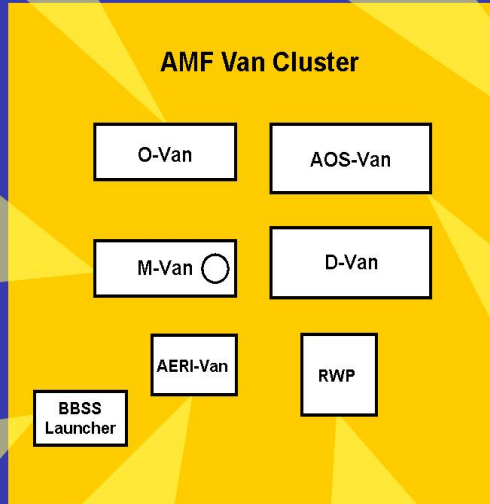 AMF Van Cluster
O-Van
AOS-Van
M-Van
D-Van
AERI-Van
RWP
BBSS
Launcher